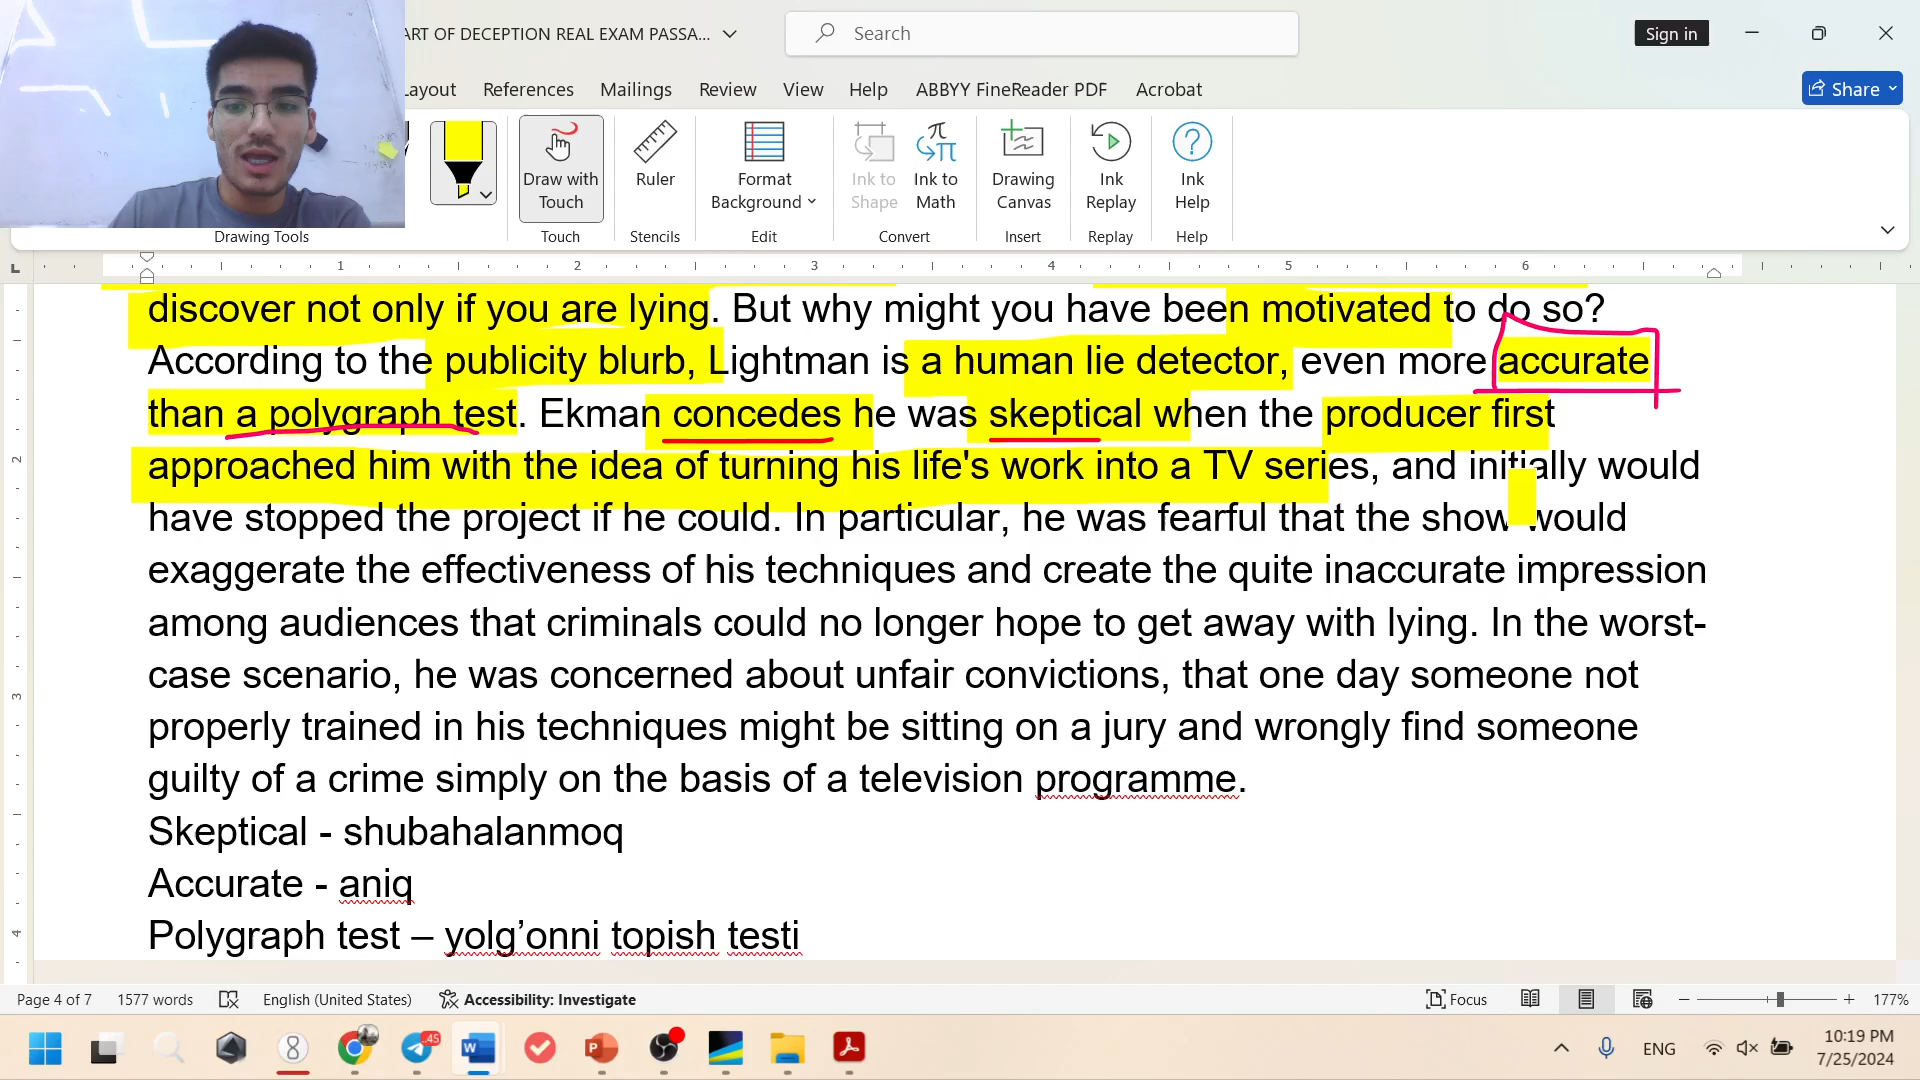 ART OF DECEPTION REAL EXAM PASSA...
Search
Sign in
Layout References Mailings Review View Help ABBYY FineReader PDF Acrobat
Share
Draw with Touch
Ruler
Format Background
Ink to Shape
Ink to Math
Drawing Canvas
Ink Replay
Ink Help
Drawing Tools Touch Stencils Edit Convert Insert Replay Help
1 2 3 4 5 6
discover not only if you are lying. But why might you have been motivated to do so?
According to the publicity blurb, Lightman is a human lie detector, even more accurate
than a polygraph test. Ekman concedes he was skeptical when the producer first
approached him with the idea of turning his life's work into a TV series, and initially would
have stopped the project if he could. In particular, he was fearful that the show would
exaggerate the effectiveness of his techniques and create the quite inaccurate impression
among audiences that criminals could no longer hope to get away with lying. In the worst-
case scenario, he was concerned about unfair convictions, that one day someone not
properly trained in his techniques might be sitting on a jury and wrongly find someone
guilty of a crime simply on the basis of a television programme.
Skeptical - shubahalanmoq
Accurate - aniq
Polygraph test – yolg’onni topish testi
2
3
4
Page 4 of 7 1577 words English (United States) Accessibility: Investigate Focus 177%
45
ENG
10:19 PM
7/25/2024